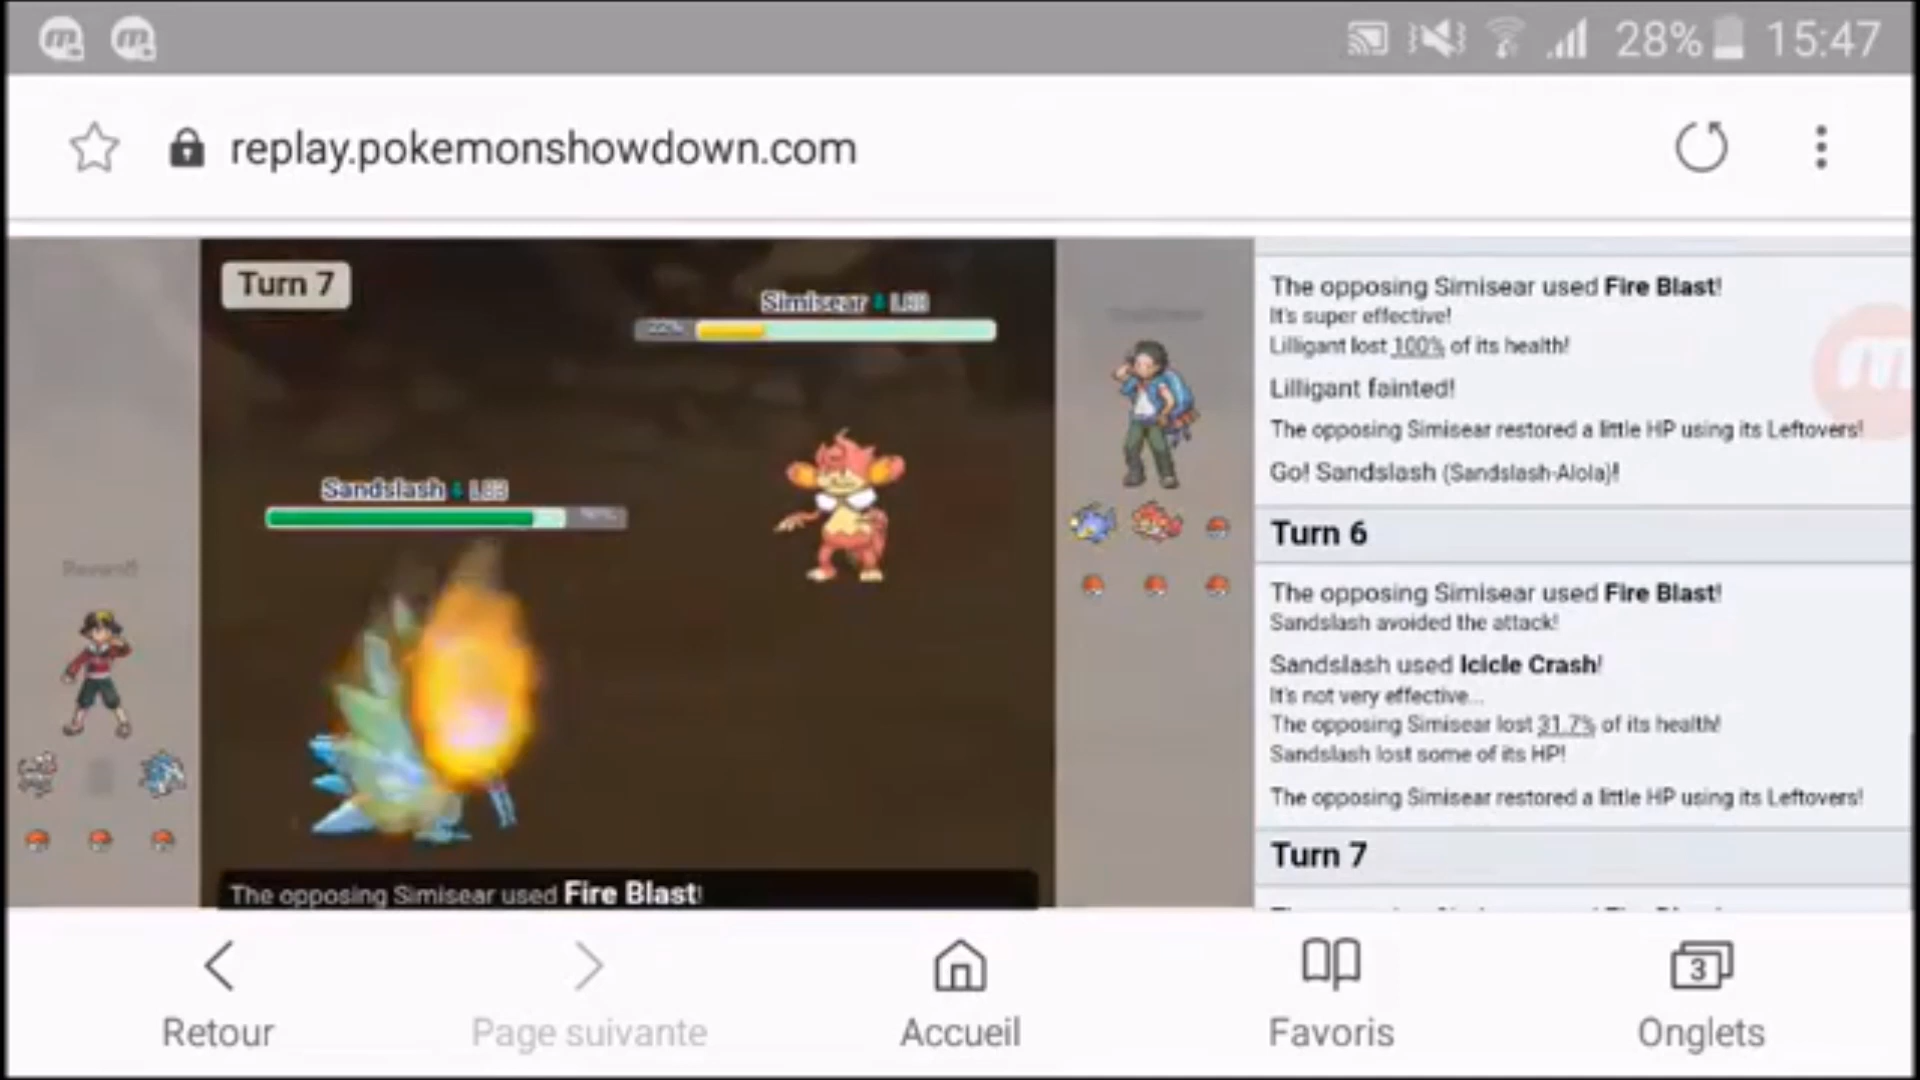 28% 15:47
replay.pokemonshowdown.com
Turn 7
Simisear L83
22%
Sandslash L83
The opposing Simisear used Fire Blast!
The opposing Simisear used Fire Blast!
It's super effective!
Lilligant lost 100% of its health!
Lilligant fainted!
The opposing Simisear restored a little HP using its Leftovers!
Go! Sandslash (Sandslash-Alola)!
Turn 6
The opposing Simisear used Fire Blast!
Sandslash avoided the attack!
Sandslash used Icicle Crash!
It's not very effective...
The opposing Simisear lost 31.7% of its health!
Sandslash lost some of its HP!
The opposing Simisear restored a little HP using its Leftovers!
Turn 7
Retour
Page suivante
Accueil
Favoris
3
Onglets